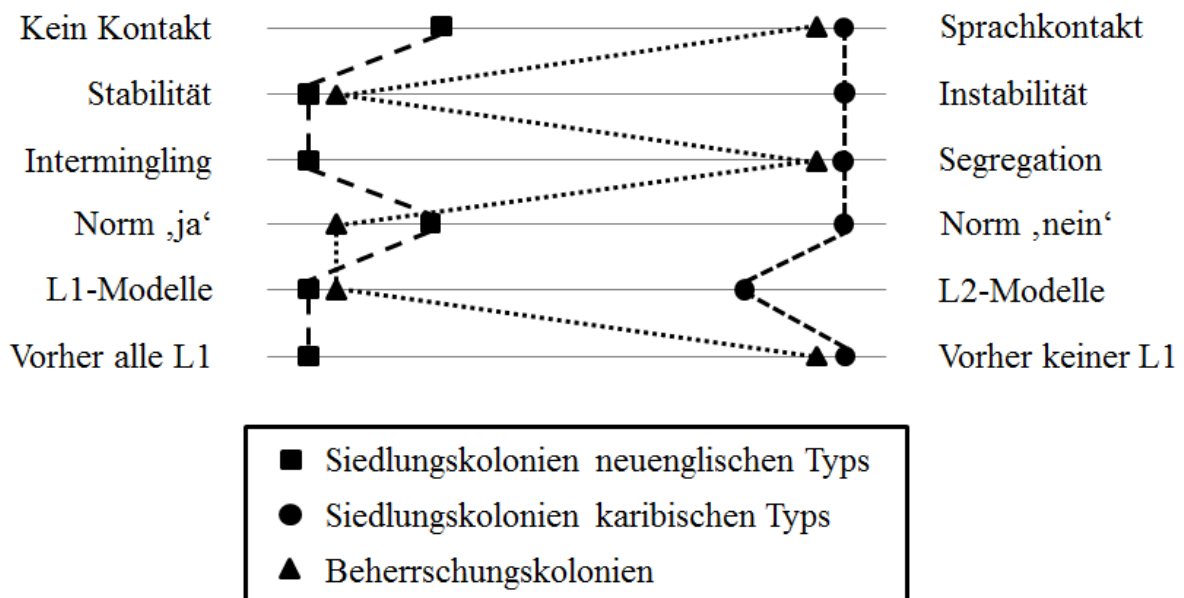 Kein Kontakt Sprachkontakt
Stabilität Instabilität
Intermingling Segregation
Norm ‚ja‘ Norm ‚nein‘
L1-Modelle L2-Modelle
Vorher alle L1 Vorher keiner L1
Siedlungskolonien neuenglischen Typs
Siedlungskolonien karibischen Typs
Beherrschungskolonien